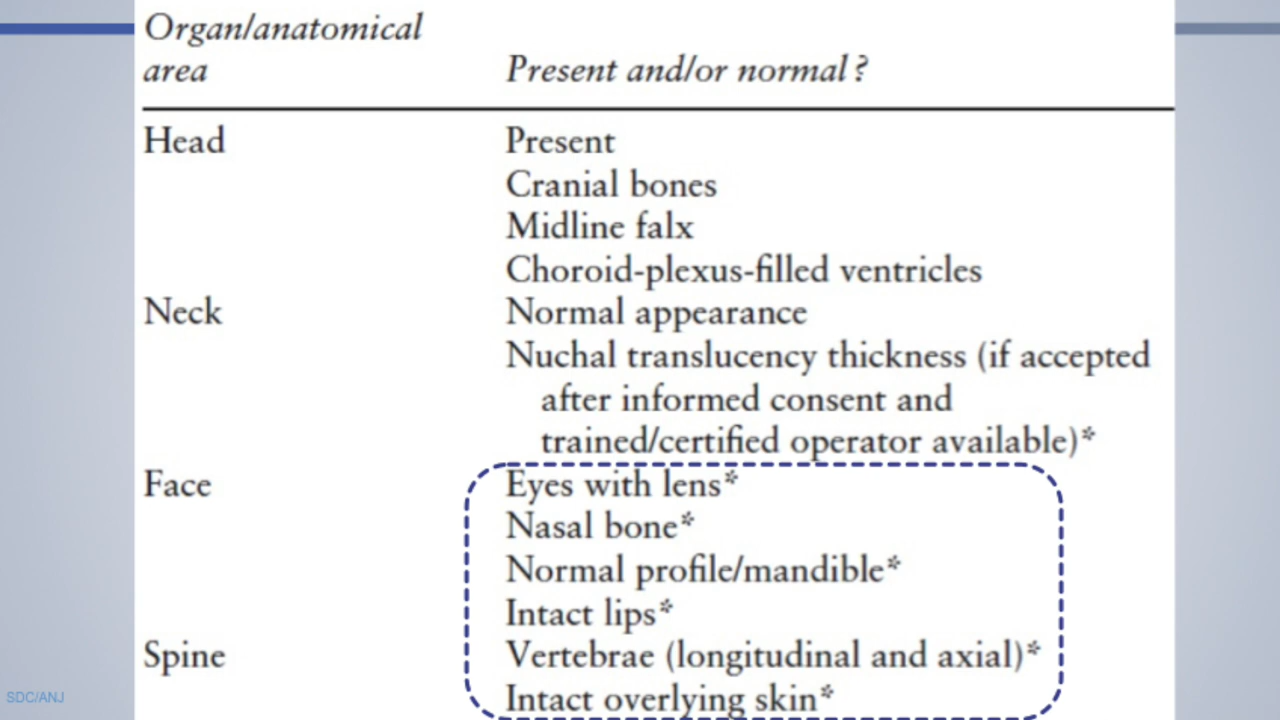 Organ/anatomical
area Present and/or normal?
Head Present
Cranial bones
Midline falx
Choroid-plexus-filled ventricles
Neck Normal appearance
Nuchal translucency thickness (if accepted
after informed consent and
trained/certified operator available)*
Face Eyes with lens*
Nasal bone*
Normal profile/mandible*
Intact lips*
Spine Vertebrae (longitudinal and axial)*
Intact overlying skin*
SDC/ANJ